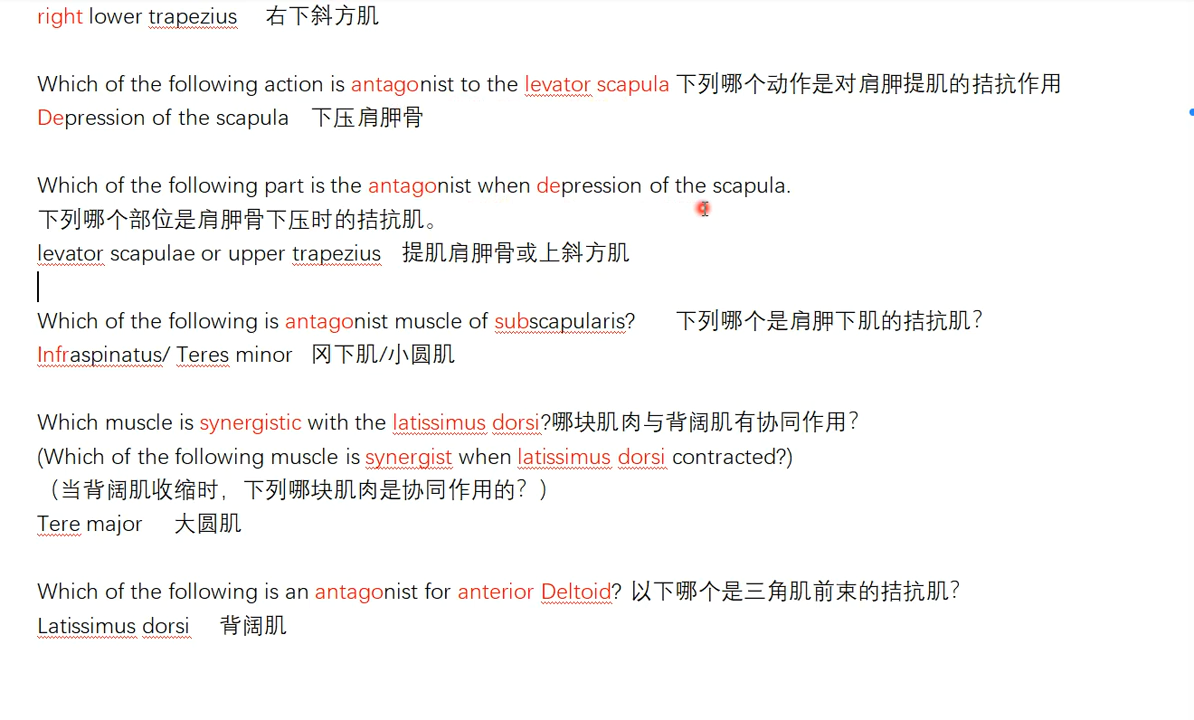 right lower trapezius 右下斜方肌
Which of the following action is antagonist to the levator scapula 下列哪个动作是对肩胛提肌的拮抗作用
Depression of the scapula 下压肩胛骨
Which of the following part is the antagonist when depression of the scapula.
下列哪个部位是肩胛骨下压时的拮抗肌。
levator scapulae or upper trapezius 提肌肩胛骨或上斜方肌
Which of the following is antagonist muscle of subscapularis? 下列哪个是肩胛下肌的拮抗肌？
Infraspinatus/ Teres minor 冈下肌/小圆肌
Which muscle is synergistic with the latissimus dorsi?哪块肌肉与背阔肌有协同作用？
(Which of the following muscle is synergist when latissimus dorsi contracted?)
（当背阔肌收缩时，下列哪块肌肉是协同作用的？）
Tere major 大圆肌
Which of the following is an antagonist for anterior Deltoid? 以下哪个是三角肌前束的拮抗肌？
Latissimus dorsi 背阔肌